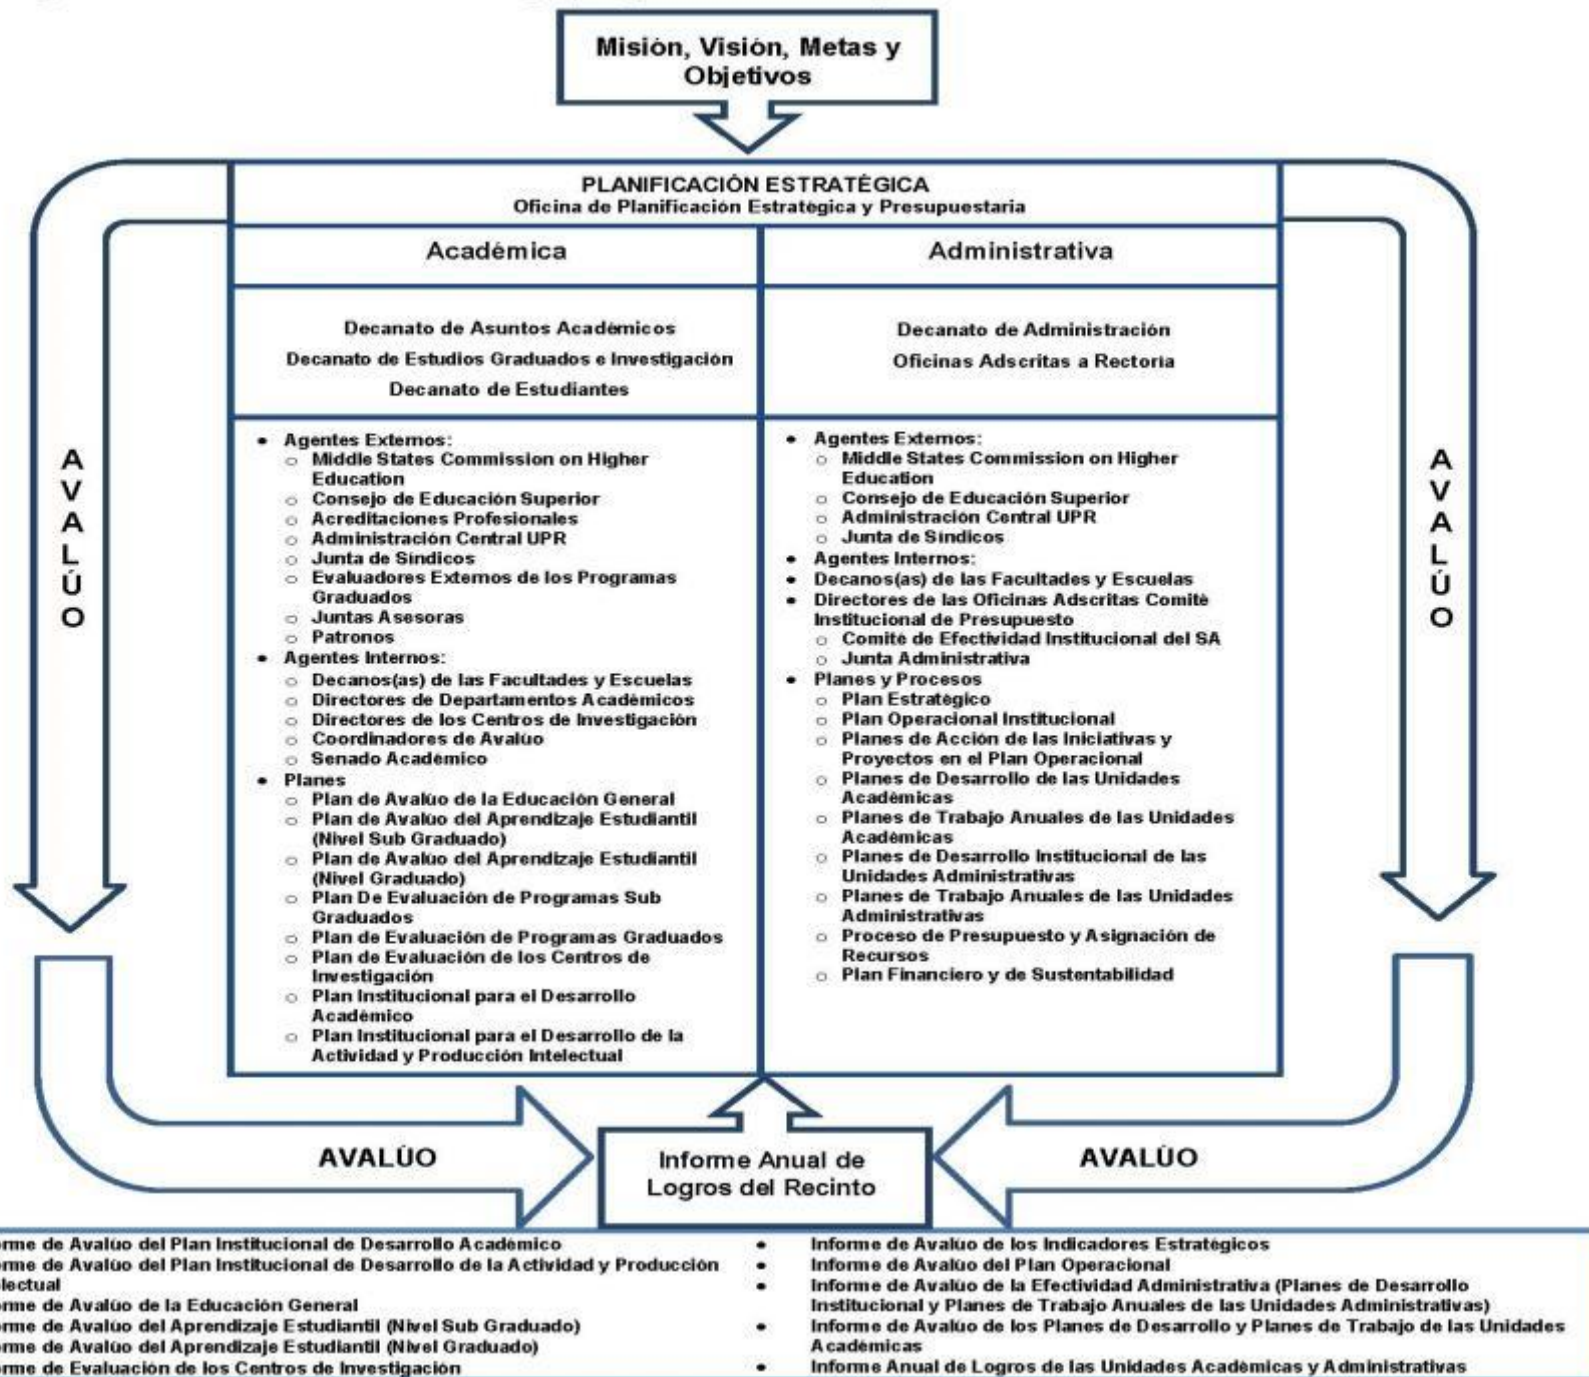 Misión, Visión, Metas y
Objetivos
PLANIFICACIÓN ESTRATÉGICA
Oficina de Planificación Estratégica y Presupuestaria
Académica
Administrativa
Decanato de Asuntos Académicos
Decanato de Estudios Graduados e Investigación
Decanato de Estudiantes
Decanato de Administración
Oficinas Adscritas a Rectoría
AVALÚO
• Agentes Externos:
○ Middle States Commission on Higher
Education
○ Consejo de Educación Superior
○ Acreditaciones Profesionales
○ Administración Central UPR
○ Junta de Síndicos
○ Evaluadores Externos de los Programas
Graduados
○ Juntas Asesoras
○ Patronos
• Agentes Internos:
○ Decanos(as) de las Facultades y Escuelas
○ Directores de Departamentos Académicos
○ Directores de los Centros de Investigación
○ Coordinadores de Avalúo
○ Senado Académico
• Planes
○ Plan de Avalúo de la Educación General
○ Plan de Avalúo del Aprendizaje Estudiantil
(Nivel Sub Graduado)
○ Plan de Avalúo del Aprendizaje Estudiantil
(Nivel Graduado)
○ Plan De Evaluación de Programas Sub
Graduados
○ Plan de Evaluación de Programas Graduados
○ Plan de Evaluación de los Centros de
Investigación
○ Plan Institucional para el Desarrollo
Académico
○ Plan Institucional para el Desarrollo de la
Actividad y Producción Intelectual
• Agentes Externos:
○ Middle States Commission on Higher
Education
○ Consejo de Educación Superior
○ Administración Central UPR
○ Junta de Síndicos
• Agentes Internos:
• Decanos(as) de las Facultades y Escuelas
• Directores de las Oficinas Adscritas Comité
Institucional de Presupuesto
○ Comité de Efectividad Institucional del SA
○ Junta Administrativa
• Planes y Procesos
○ Plan Estratégico
○ Plan Operacional Institucional
○ Planes de Acción de las Iniciativas y
Proyectos en el Plan Operacional
○ Planes de Desarrollo de las Unidades
Académicas
○ Planes de Trabajo Anuales de las Unidades
Académicas
○ Planes de Desarrollo Institucional de las
Unidades Administrativas
○ Planes de Trabajo Anuales de las Unidades
Administrativas
○ Proceso de Presupuesto y Asignación de
Recursos
○ Plan Financiero y de Sustentabilidad
AVALÚO
AVALÚO
Informe Anual de
Logros del Recinto
AVALÚO
orme de Avalúo del Plan Institucional de Desarrollo Académico
orme de Avalúo del Plan Institucional de Desarrollo de la Actividad y Producción
electual
orme de Avalúo de la Educación General
orme de Avalúo del Aprendizaje Estudiantil (Nivel Sub Graduado)
orme de Avalúo del Aprendizaje Estudiantil (Nivel Graduado)
orme de Evaluación de los Centros de Investigación
• Informe de Avalúo de los Indicadores Estratégicos
• Informe de Avalúo del Plan Operacional
• Informe de Avalúo de la Efectividad Administrativa (Planes de Desarrollo
Institucional y Planes de Trabajo Anuales de las Unidades Administrativas)
• Informe de Avalúo de los Planes de Desarrollo y Planes de Trabajo de las Unidades
Académicas
• Informe Anual de Logros de las Unidades Académicas y Administrativas